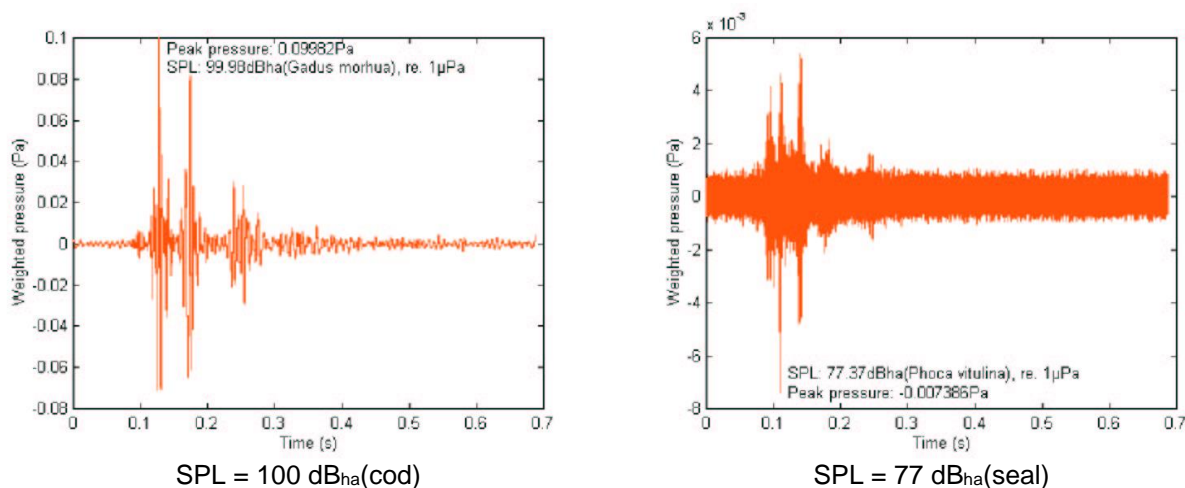 Peak pressure: 0.09982Pa
SPL: 99.98dBha(Gadus morhua), re. 1µPa
Weighted pressure (Pa)
0.1
0.08
0.06
0.04
0.02
0
-0.02
-0.04
-0.06
-0.08
0 0.1 0.2 0.3 0.4 0.5 0.6 0.7
Time (s)
SPL = 100 dBha(cod)
x 10-3
Weighted pressure (Pa)
6
4
2
0
-2
-4
-6
-8
SPL: 77.37dBha(Phoca vitulina), re. 1µPa
Peak pressure: -0.007386Pa
0 0.1 0.2 0.3 0.4 0.5 0.6 0.7
Time (s)
SPL = 77 dBha(seal)